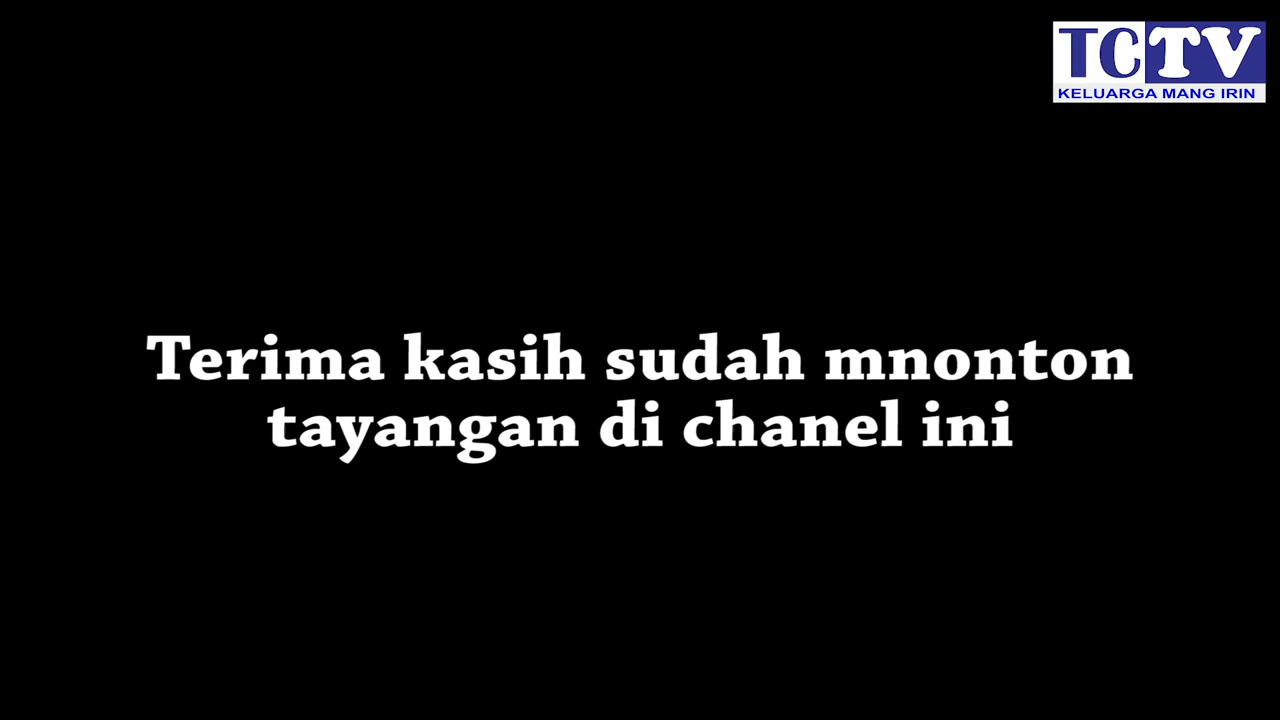 TCTV
KELUARGA MANG IRIN
Terima kasih sudah mnonton
tayangan di chanel ini